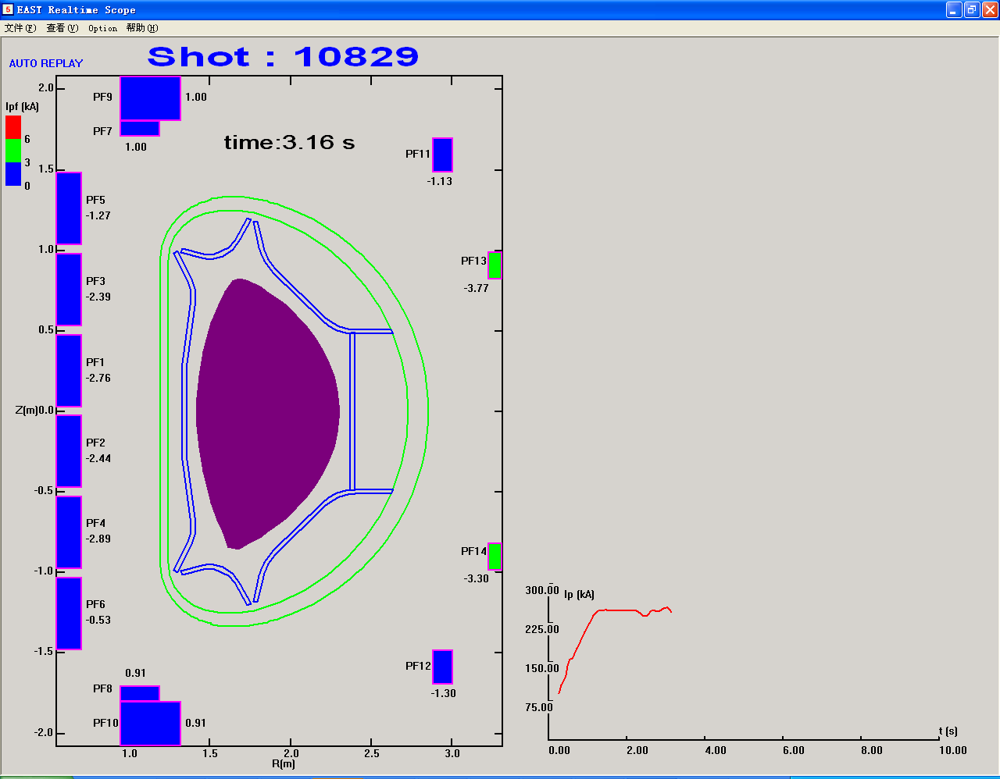 EAST Realtime Scope
文件(F) 查看(V) Option 帮助(H)
AUTO REPLAY
Shot : 10829
Ipf (kA)
6
3
0
2.0
1.5
1.0
0.5
Z(m)0.0
-0.5
-1.0
-1.5
-2.0
PF9
1.00
PF7
1.00
time:3.16 s
PF11
-1.13
PF5
-1.27
PF13
-3.77
PF3
-2.39
PF1
-2.76
PF2
-2.44
PF4
-2.89
PF14
-3.30
PF6
-0.53
PF12
-1.30
0.91
PF8
PF10
0.91
1.0
1.5
2.0
3.0
R(m)
300.00
Ip (kA)
225.00
150.00
75.00
t (s)
0.00
2.00
4.00
6.00
8.00
10.00